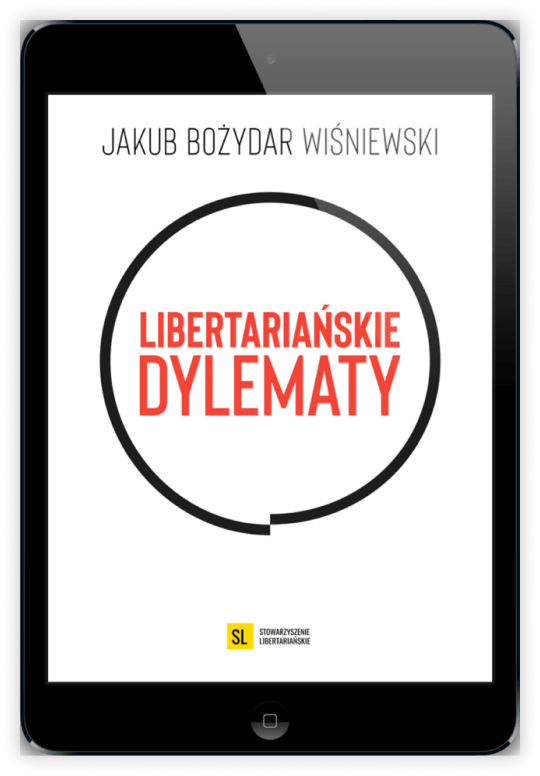 JAKUB BOŻYDAR WIŚNIEWSKI
LIBERTARIAŃSKIE
DYLEMATY
SL
STOWARZYSZENIE
LIBERTARIAŃSKIE